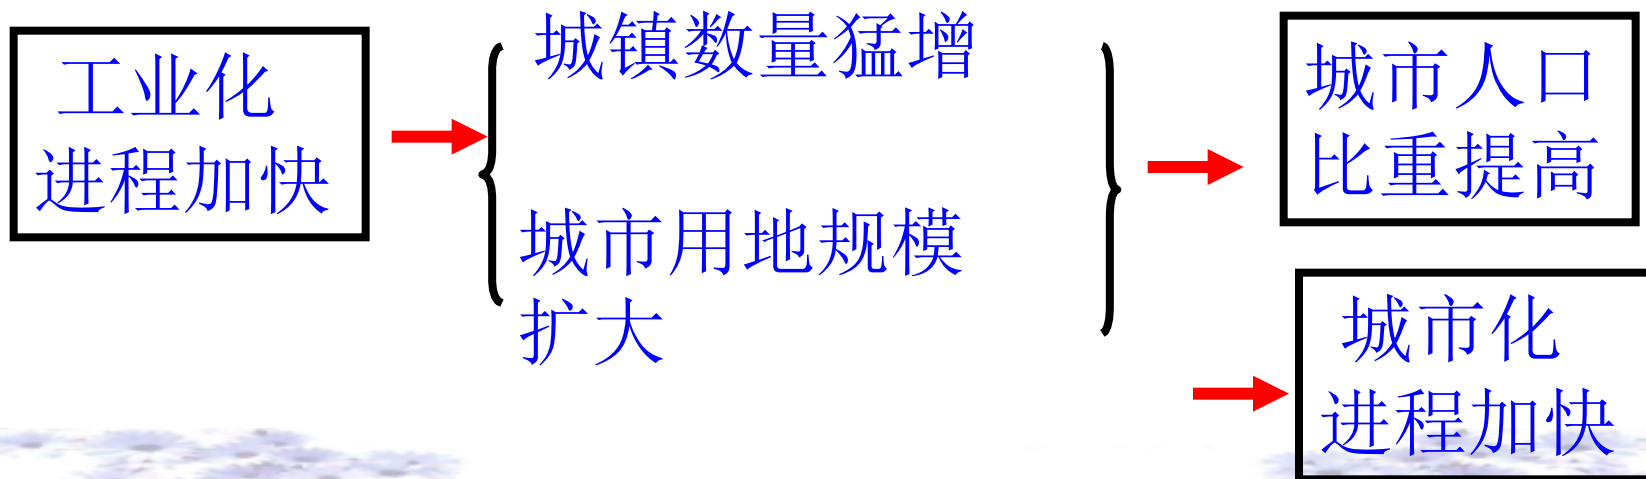 工业化
进程加快
城镇数量猛增
城市用地规模
扩大
城市人口
比重提高
城市化
进程加快